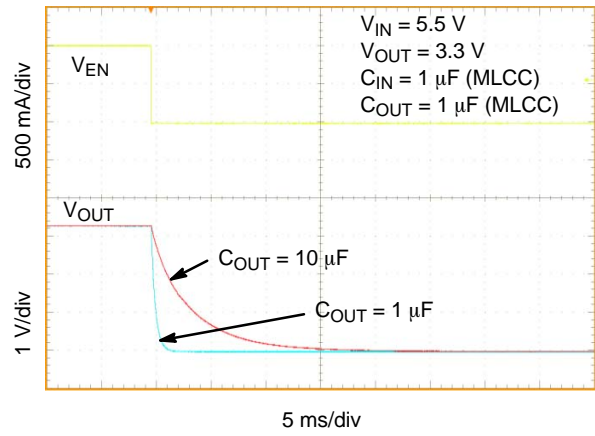 V_IN = 5.5 V
V_OUT = 3.3 V
C_IN = 1 μF (MLCC)
C_OUT = 1 μF (MLCC)
V_EN
500 mA/div
V_OUT
C_OUT = 10 μF
C_OUT = 1 μF
1 V/div
5 ms/div